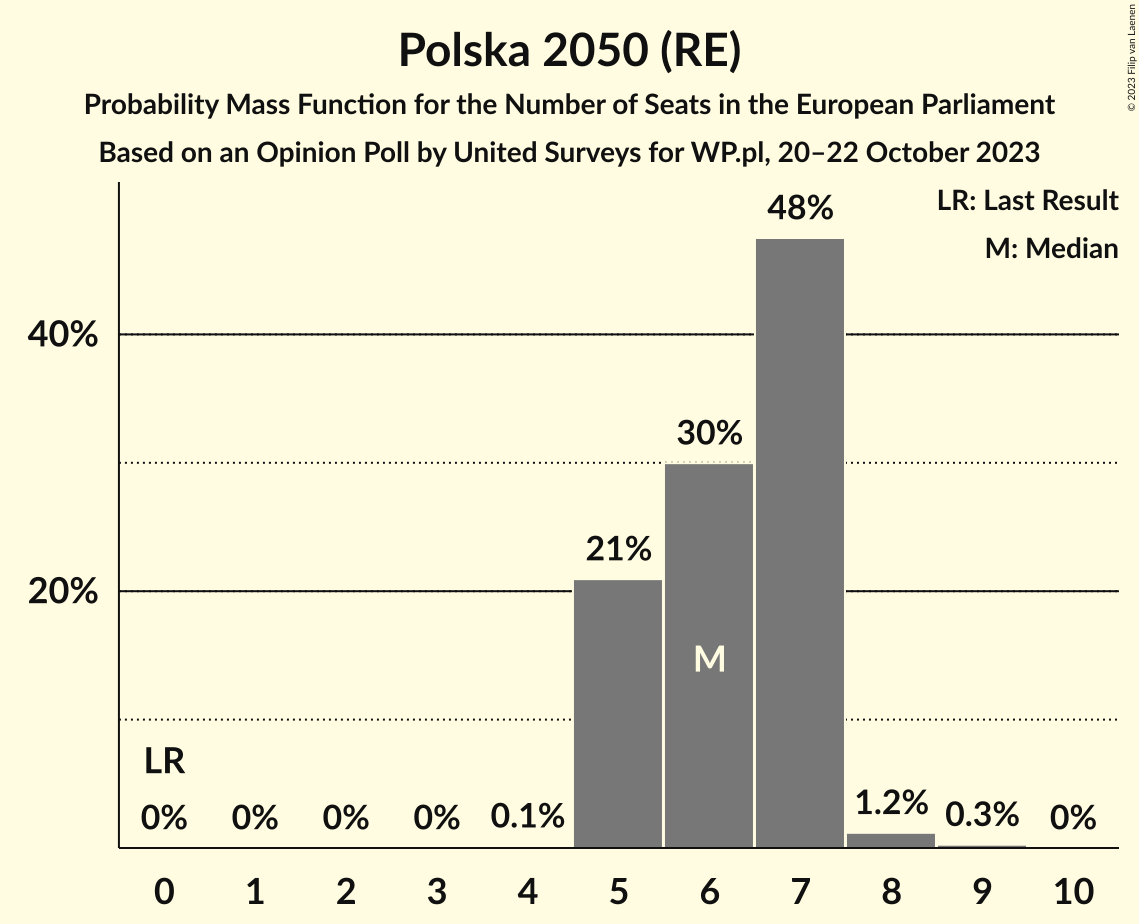 Polska 2050 (RE)
Probability Mass Function for the Number of Seats in the European Parliament
Based on an Opinion Poll by United Surveys for WP.pl, 20–22 October 2023
© 2023 Filip van Laenen
LR: Last Result
M: Median
48%
40%
30%
21%
20%
M
LR
0% 0% 0% 0% 0.1% 1.2% 0.3% 0%
0 1 2 3 4 5 6 7 8 9 10